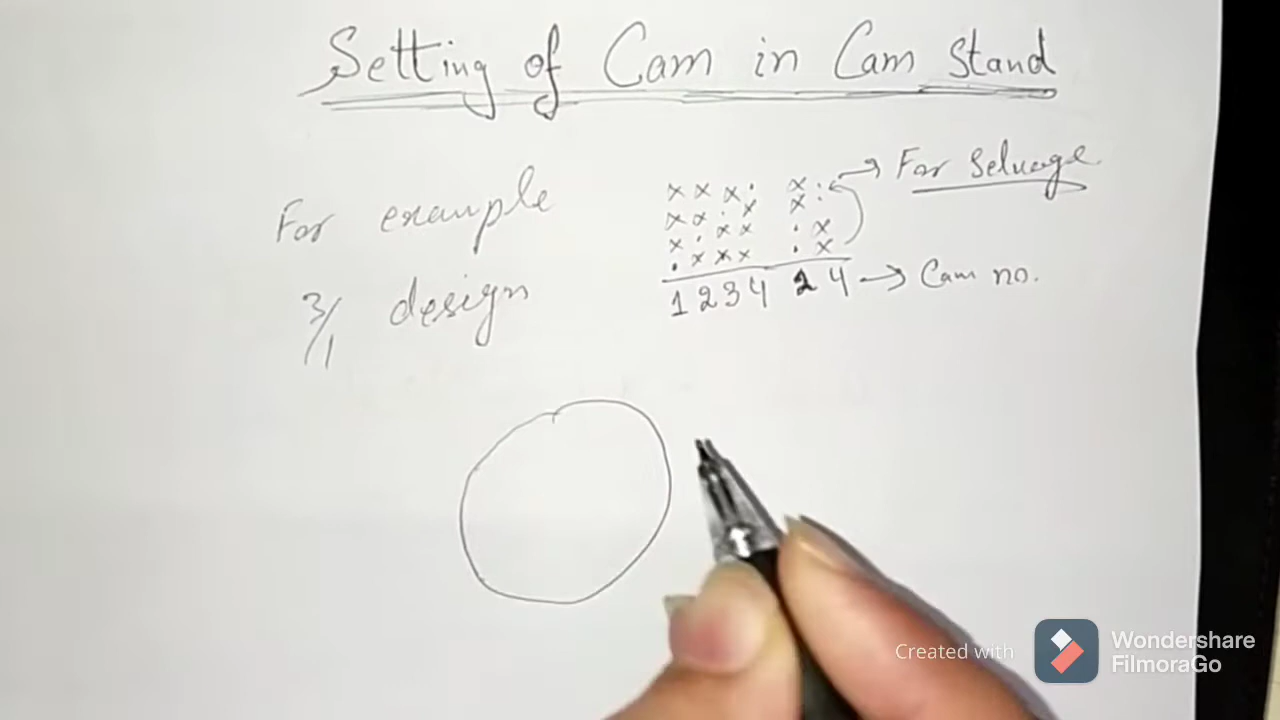 Setting of Cam in Cam Stand
For example
3/1 design
x x x . x . → For Selvage
x x . x x .
x . x x . x
. x x x . x
1 2 3 4 2 4 → Cam no.
Created with Wondershare FilmoraGo